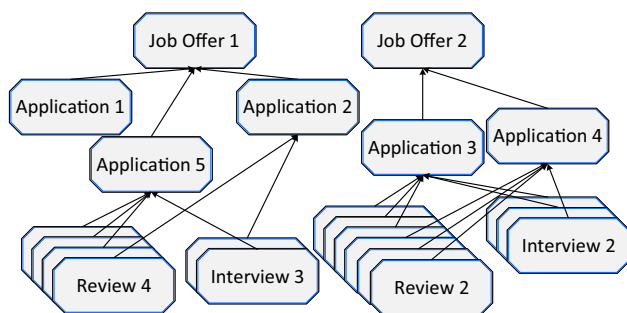 Job Offer 1
Job Offer 2
Application 1
Application 2
Application 3
Application 4
Application 5
Review 4
Interview 3
Review 2
Interview 2